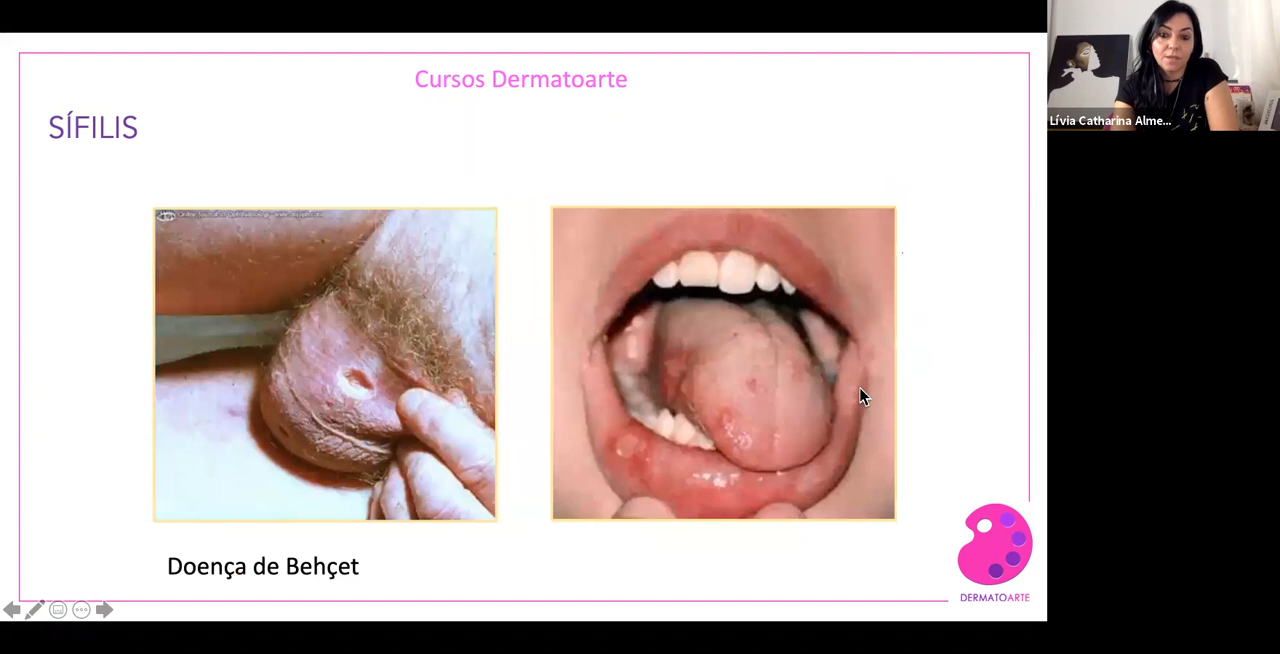 Cursos Dermatoarte
SÍFILIS
Lívia Catharina Alme...
Doença de Behçet
DERMATOARTE